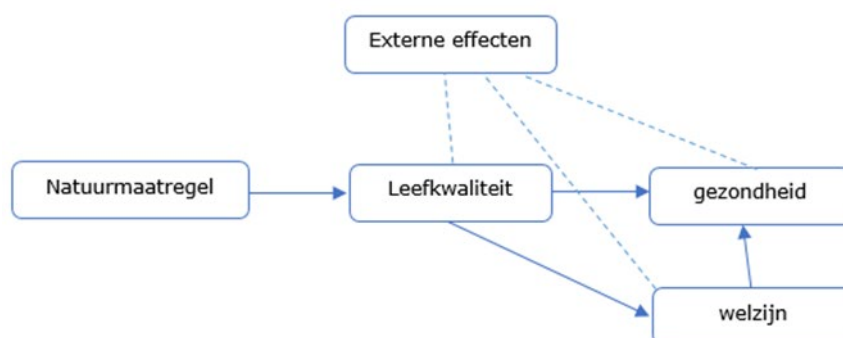 Externe effecten
Natuurmaatregel
Leefkwaliteit
gezondheid
welzijn